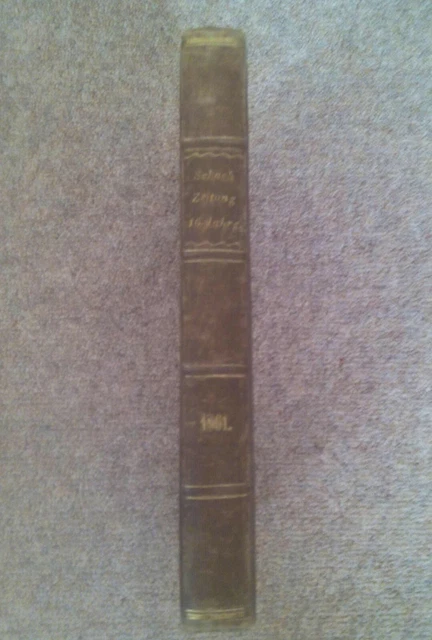 Schach
Zeitung
16 Jahrg.
1861.